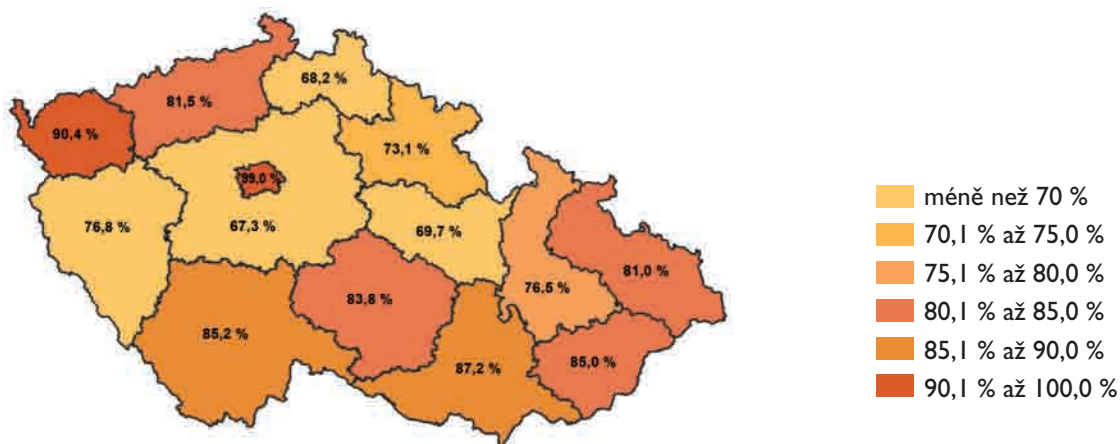 68,2 %
81,5 %
90,4 %
73,1 %
99,0 %
76,8 %
67,3 %
69,7 %
81,0 %
76,5 %
83,8 %
85,2 %
85,0 %
87,2 %
méně než 70 %
70,1 % až 75,0 %
75,1 % až 80,0 %
80,1 % až 85,0 %
85,1 % až 90,0 %
90,1 % až 100,0 %